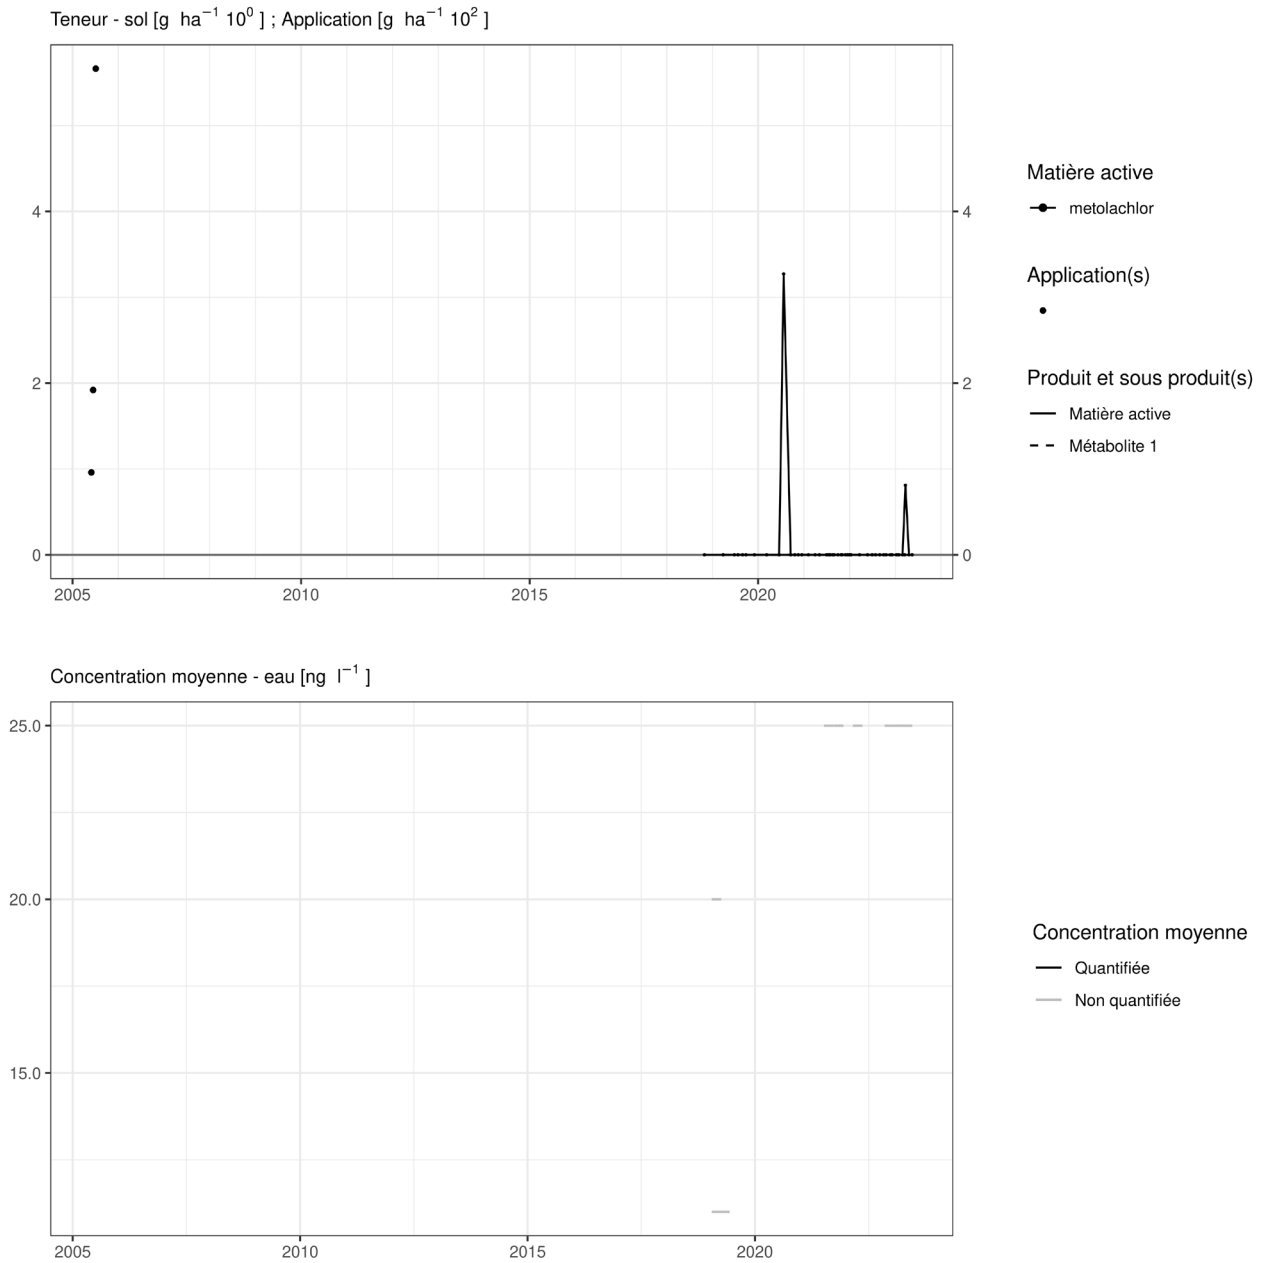 Teneur - sol [g ha⁻¹ 10⁰ ] ; Application [g ha⁻¹ 10² ]
4
2
0
4
2
0
2005 2010 2015 2020
Matière active
metolachlor
Application(s)
Produit et sous produit(s)
Matière active
Métabolite 1
Concentration moyenne - eau [ng l⁻¹ ]
25.0
20.0
15.0
2005 2010 2015 2020
Concentration moyenne
Quantifiée
Non quantifiée